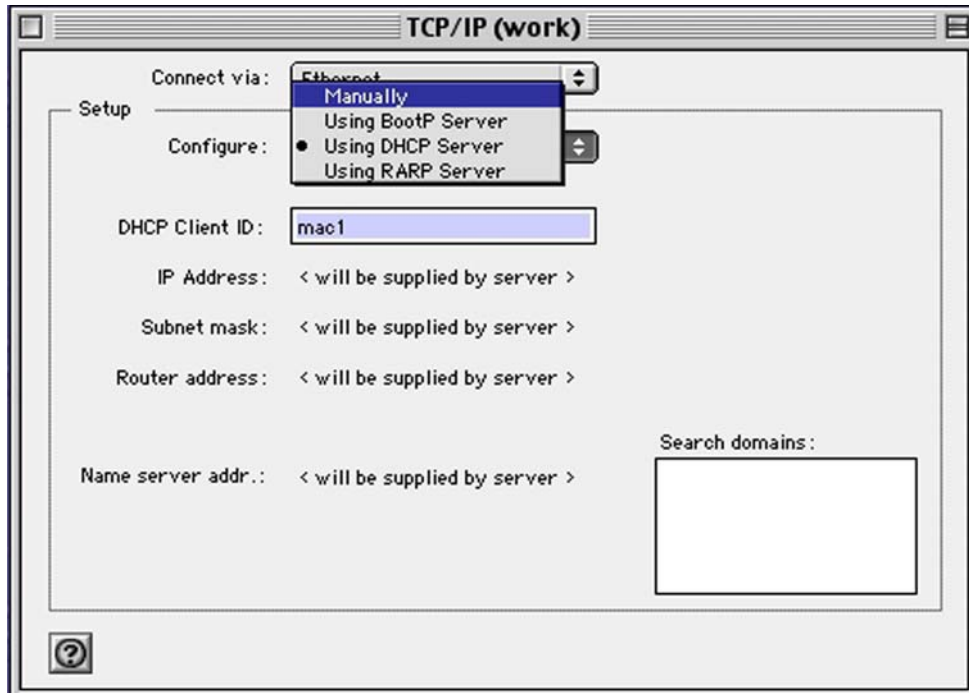 TCP/IP (work)
Connect via: Ethernet
Setup
Manually
Using BootP Server
Configure: • Using DHCP Server
Using RARP Server
DHCP Client ID: mac1
IP Address: < will be supplied by server >
Subnet mask: < will be supplied by server >
Router address: < will be supplied by server >
Search domains:
Name server addr.: < will be supplied by server >
?